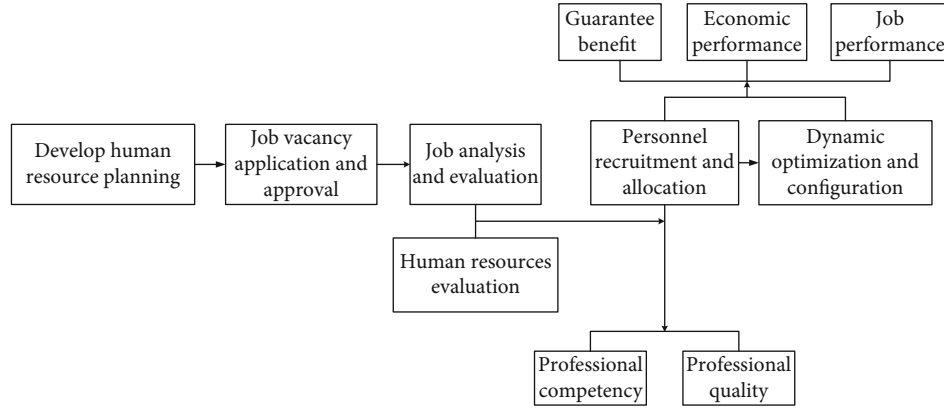 Guarantee
benefit
Economic
performance
Job
performance
Develop human
resource planning
Job vacancy
application and
approval
Job analysis
and evaluation
Personnel
recruitment and
allocation
Dynamic
optimization and
configuration
Human resources
evaluation
Professional
competency
Professional
quality